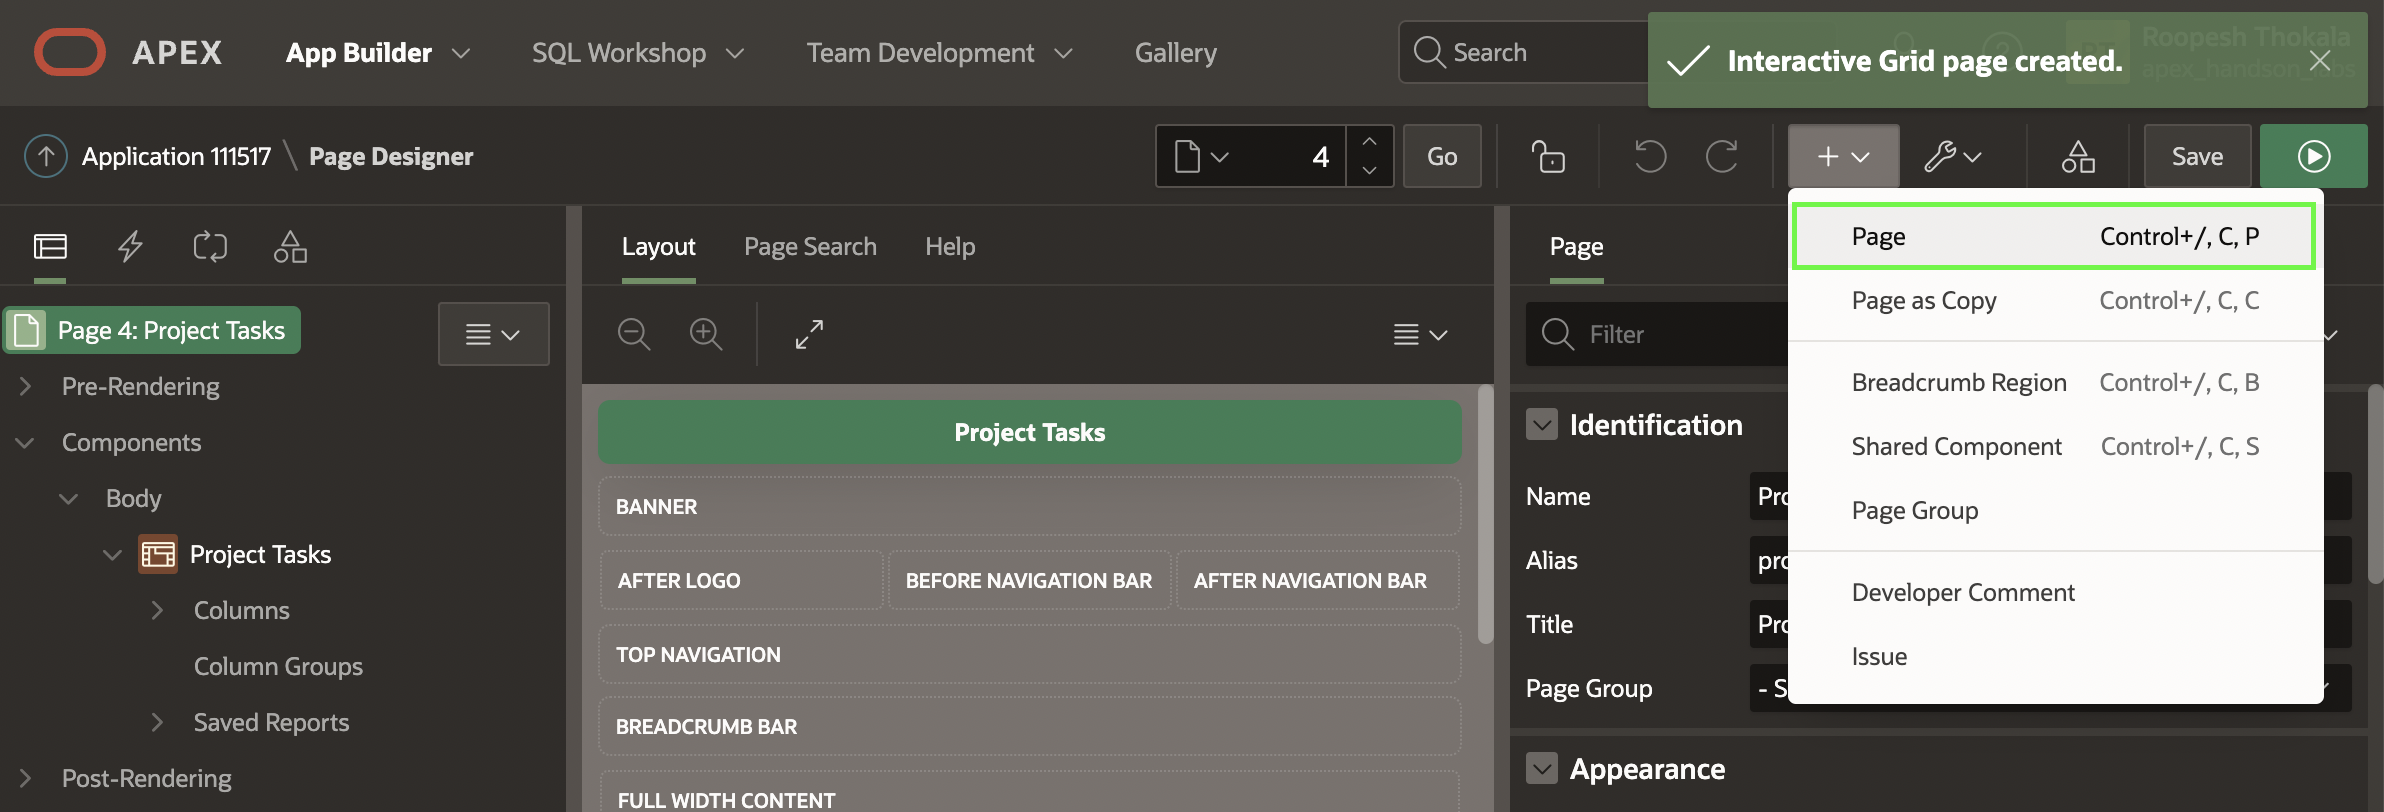 APEX
App Builder
SQL Workshop
Team Development
Gallery
Search
Interactive Grid page created.
Roopesh Thokala
apex_handson_labs
Application 111517 \ Page Designer
4
Go
Save
Layout
Page Search
Help
Page
Page Control+/, C, P
Page as Copy Control+/, C, C
Breadcrumb Region Control+/, C, B
Shared Component Control+/, C, S
Page Group
Developer Comment
Issue
Page 4: Project Tasks
Pre-Rendering
Components
Body
Project Tasks
Columns
Column Groups
Saved Reports
Post-Rendering
Project Tasks
BANNER
AFTER LOGO
BEFORE NAVIGATION BAR
AFTER NAVIGATION BAR
TOP NAVIGATION
BREADCRUMB BAR
FULL WIDTH CONTENT
Filter
Identification
Name Pro
Alias pro
Title Pro
Page Group - S
Appearance